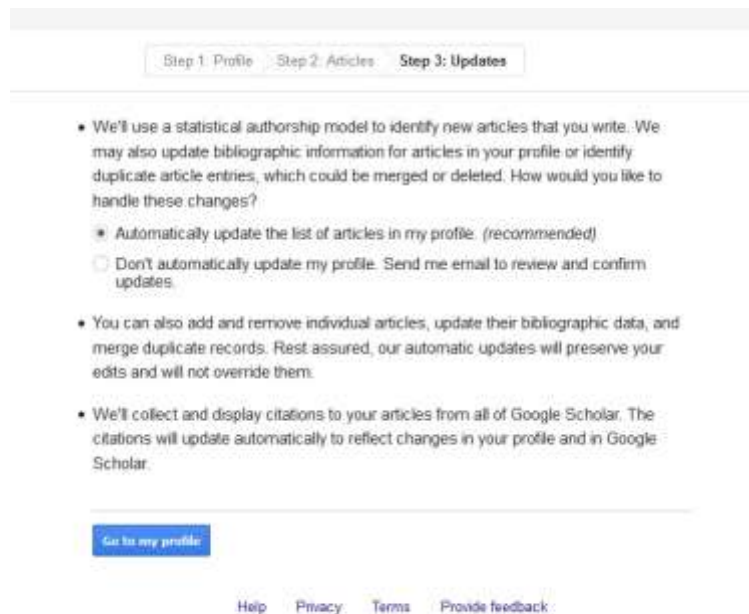 Step 1: Profile Step 2: Articles Step 3: Updates
We'll use a statistical authorship model to identify new articles that you write. We
may also update bibliographic information for articles in your profile or identify
duplicate article entries, which could be merged or deleted. How would you like to
handle these changes?
Automatically update the list of articles in my profile. (recommended)
Don't automatically update my profile. Send me email to review and confirm
updates.
You can also add and remove individual articles, update their bibliographic data, and
merge duplicate records. Rest assured, our automatic updates will preserve your
edits and will not override them.
We'll collect and display citations to your articles from all of Google Scholar. The
citations will update automatically to reflect changes in your profile and in Google
Scholar.
Go to my profile
Help Privacy Terms Provide feedback